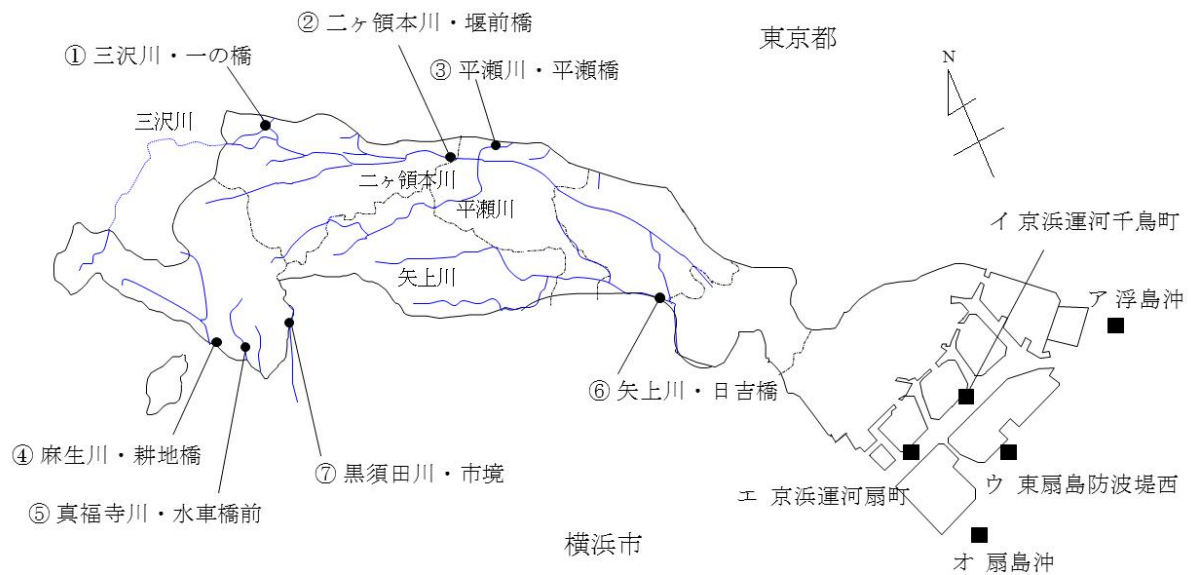 ② 二ヶ領本川・堰前橋
東京都
① 三沢川・一の橋
③ 平瀬川・平瀬橋
N
三沢川
二ヶ領本川
平瀬川
イ 京浜運河千鳥町
矢上川
ア 浮島沖
⑥ 矢上川・日吉橋
④ 麻生川・耕地橋
⑦ 黒須田川・市境
エ 京浜運河扇町
ウ 東扇島防波堤西
⑤ 真福寺川・水車橋前
横浜市
オ 扇島沖